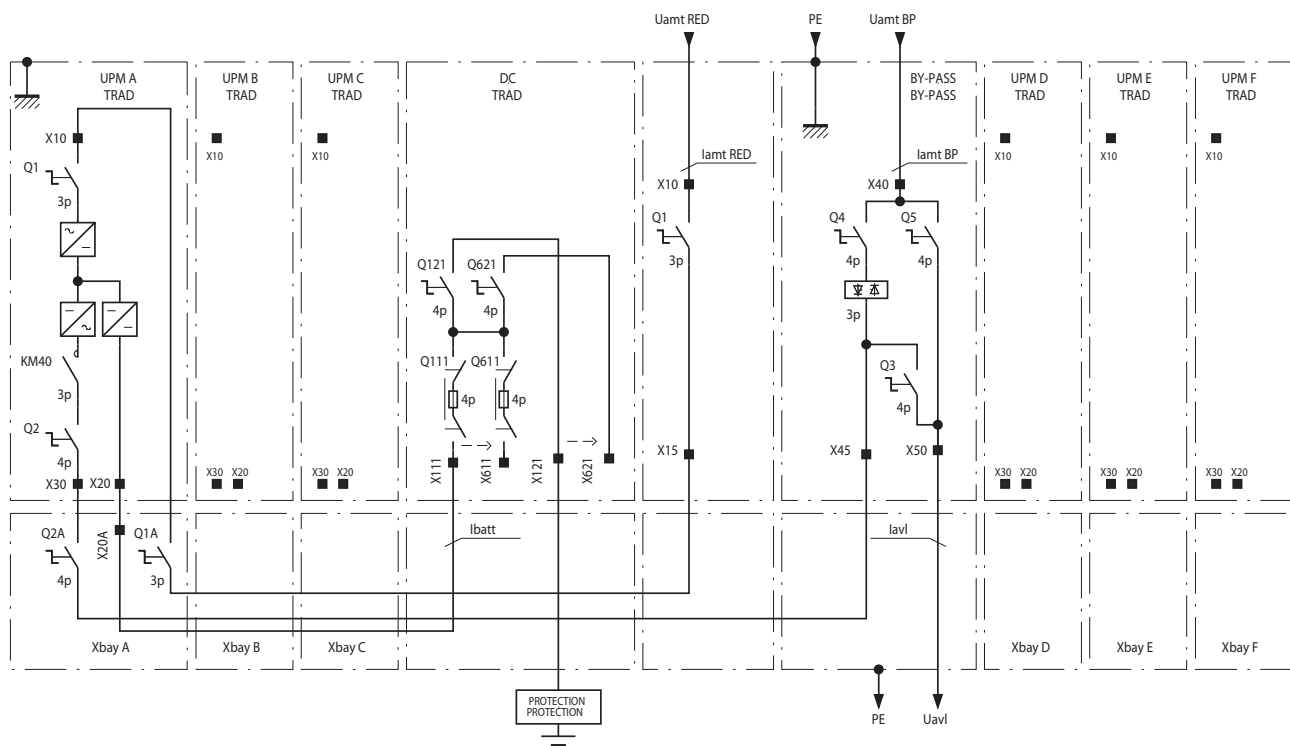 Uamt RED
PE
Uamt BP
UPM A
TRAD
UPM B
TRAD
UPM C
TRAD
DC
TRAD
BY-PASS
BY-PASS
UPM D
TRAD
UPM E
TRAD
UPM F
TRAD
X10
X10
X10
X10
X10
X10
Iamt RED
Iamt BP
Q1
3p
X10
X40
Q1
3p
Q4
4p
Q5
4p
Q121
4p
Q621
4p
3p
KM40
3p
Q111
4p
Q611
4p
Q3
4p
Q2
4p
X30
X20
X30
X20
X30
X20
X111
X611
X121
X621
X15
X45
X50
X30
X20
X30
X20
X30
X20
Q2A
4p
X20A
Q1A
3p
Ibatt
Iavl
Xbay A
Xbay B
Xbay C
Xbay D
Xbay E
Xbay F
PROTECTION
PROTECTION
PE
Uavl